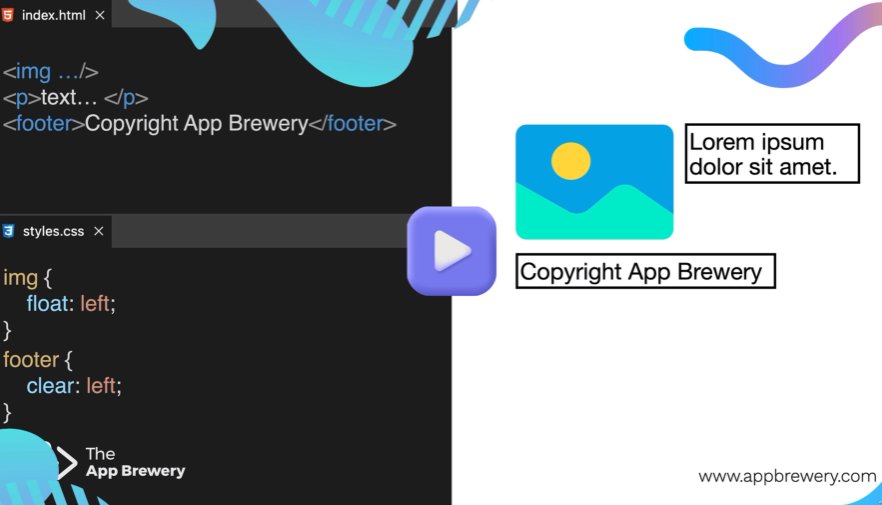 index.html
<img .../>
<p>text... </p>
<footer>Copyright App Brewery</footer>
styles.css
img {
float: left;
}
footer {
clear: left;
}
The
App Brewery
Lorem ipsum
dolor sit amet.
Copyright App Brewery
www.appbrewery.com